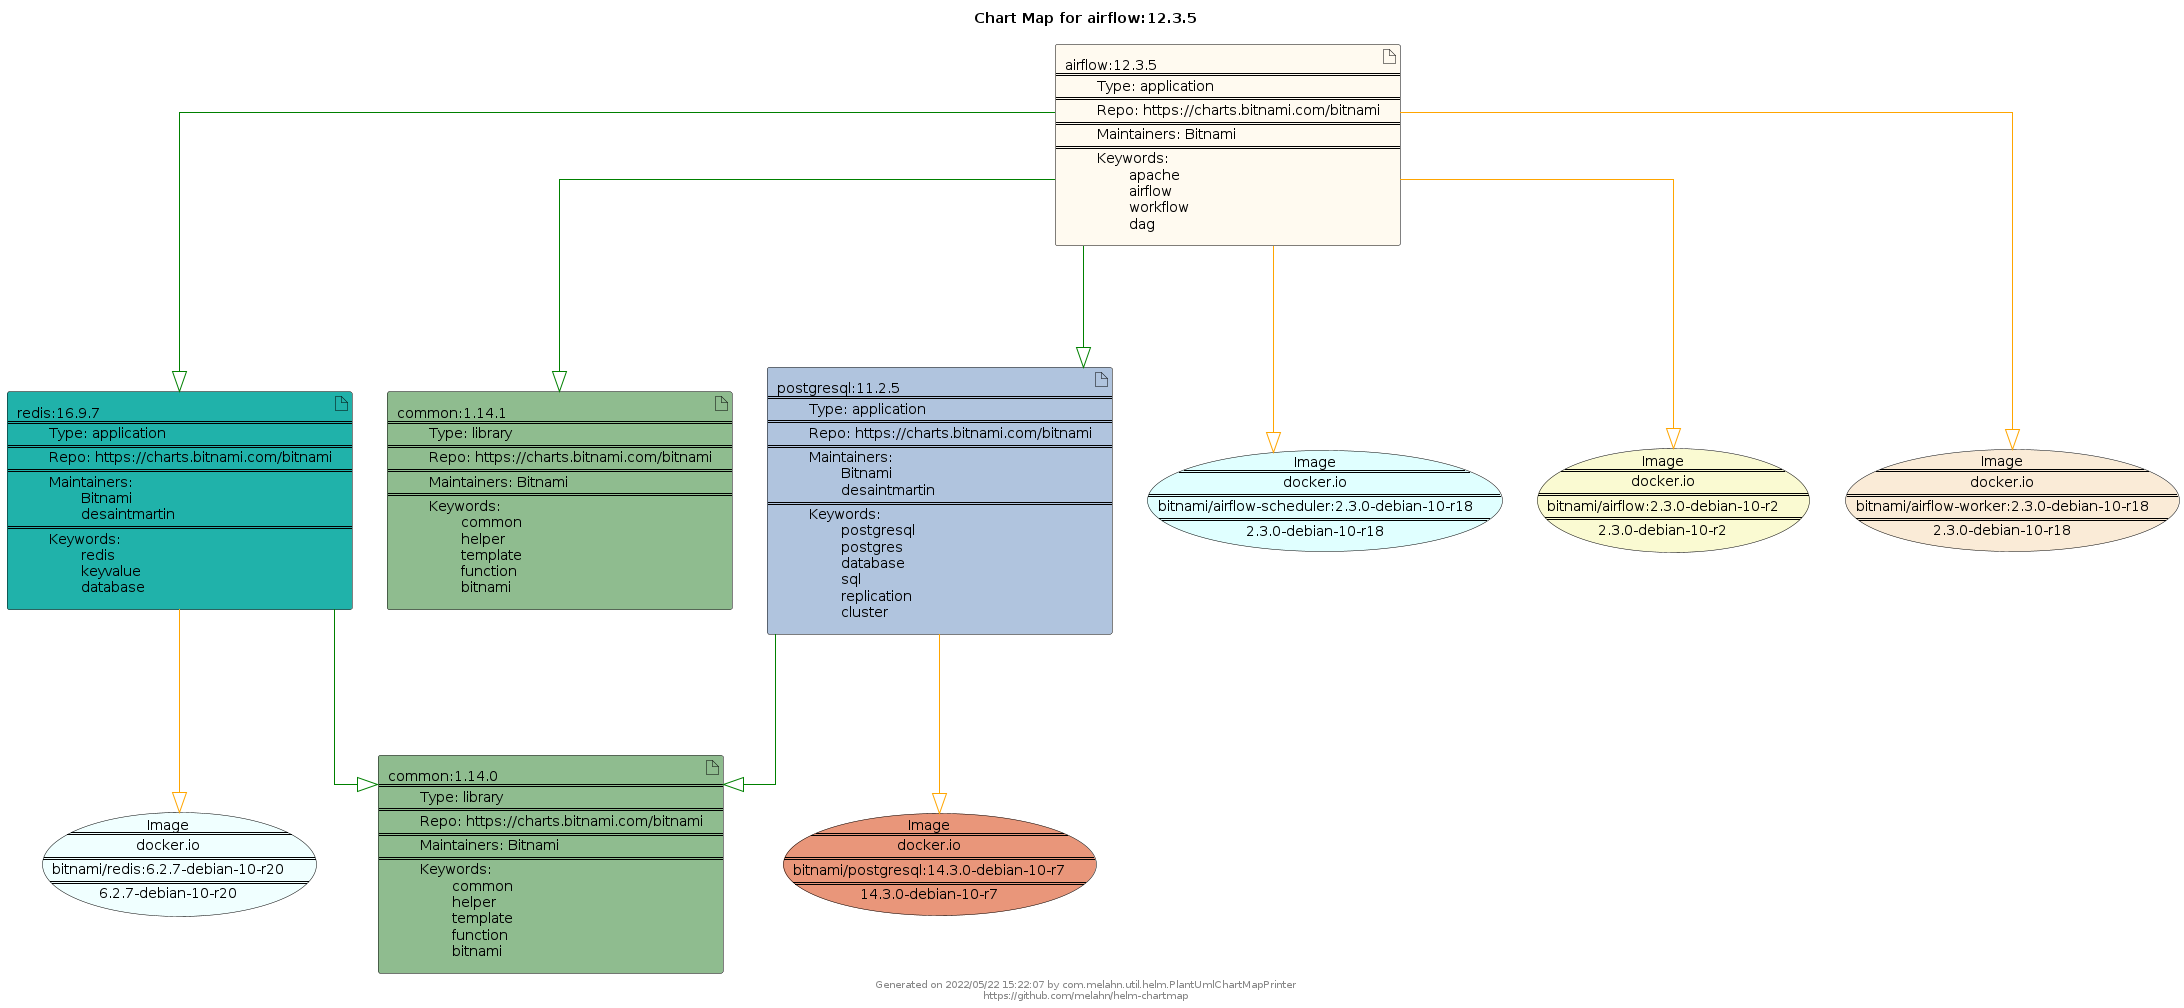 Chart Map for airflow:12.3.5
airflow:12.3.5
Type: application
Repo: https://charts.bitnami.com/bitnami
Maintainers: Bitnami
Keywords:
apache
airflow
workflow
dag
redis:16.9.7
Type: application
Repo: https://charts.bitnami.com/bitnami
Maintainers:
Bitnami
desaintmartin
Keywords:
redis
keyvalue
database
common:1.14.1
Type: library
Repo: https://charts.bitnami.com/bitnami
Maintainers: Bitnami
Keywords:
common
helper
template
function
bitnami
postgresql:11.2.5
Type: application
Repo: https://charts.bitnami.com/bitnami
Maintainers:
Bitnami
desaintmartin
Keywords:
postgresql
postgres
database
sql
replication
cluster
Image
docker.io
bitnami/airflow-scheduler:2.3.0-debian-10-r18
2.3.0-debian-10-r18
Image
docker.io
bitnami/airflow:2.3.0-debian-10-r2
2.3.0-debian-10-r2
Image
docker.io
bitnami/airflow-worker:2.3.0-debian-10-r18
2.3.0-debian-10-r18
Image
docker.io
bitnami/redis:6.2.7-debian-10-r20
6.2.7-debian-10-r20
common:1.14.0
Type: library
Repo: https://charts.bitnami.com/bitnami
Maintainers: Bitnami
Keywords:
common
helper
template
function
bitnami
Image
docker.io
bitnami/postgresql:14.3.0-debian-10-r7
14.3.0-debian-10-r7
Generated on 2022/05/22 15:22:07 by com.melahn.util.helm.PlantUmlChartMapPrinter
https://github.com/melahn/helm-chartmap